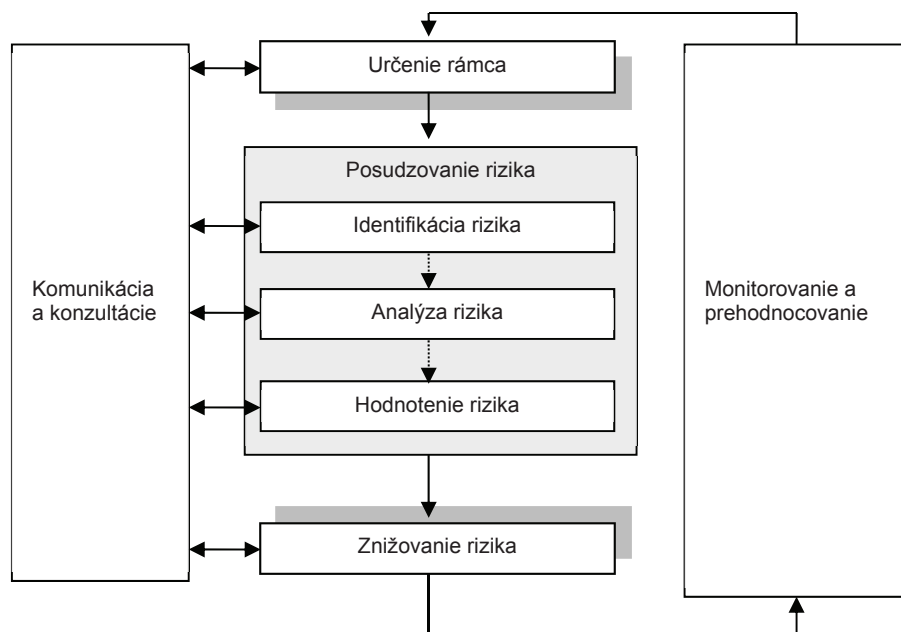 Určenie rámca
Posudzovanie rizika
Identifikácia rizika
Komunikácia
a konzultácie
Analýza rizika
Monitorovanie a
prehodnocovanie
Hodnotenie rizika
Znižovanie rizika